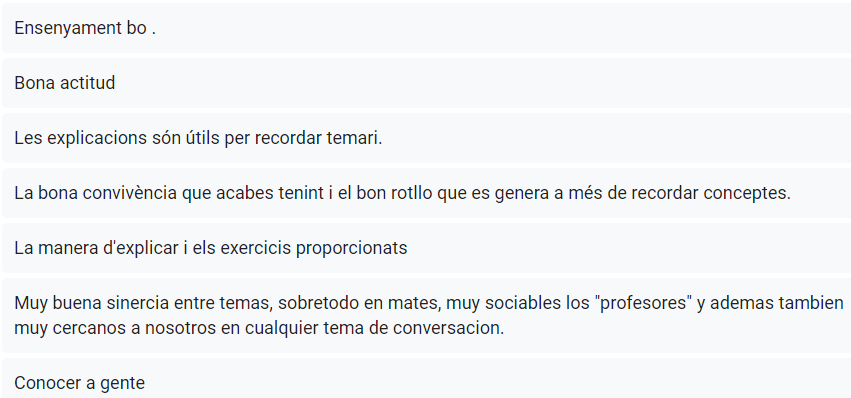 Ensenyament bo .
Bona actitud
Les explicacions són útils per recordar temari.
La bona convivència que acabes tenint i el bon rotllo que es genera a més de recordar conceptes.
La manera d'explicar i els exercicis proporcionats
Muy buena sinercia entre temas, sobretodo en mates, muy sociables los "profesores" y ademas tambien
muy cercanos a nosotros en cualquier tema de conversacion.
Conocer a gente